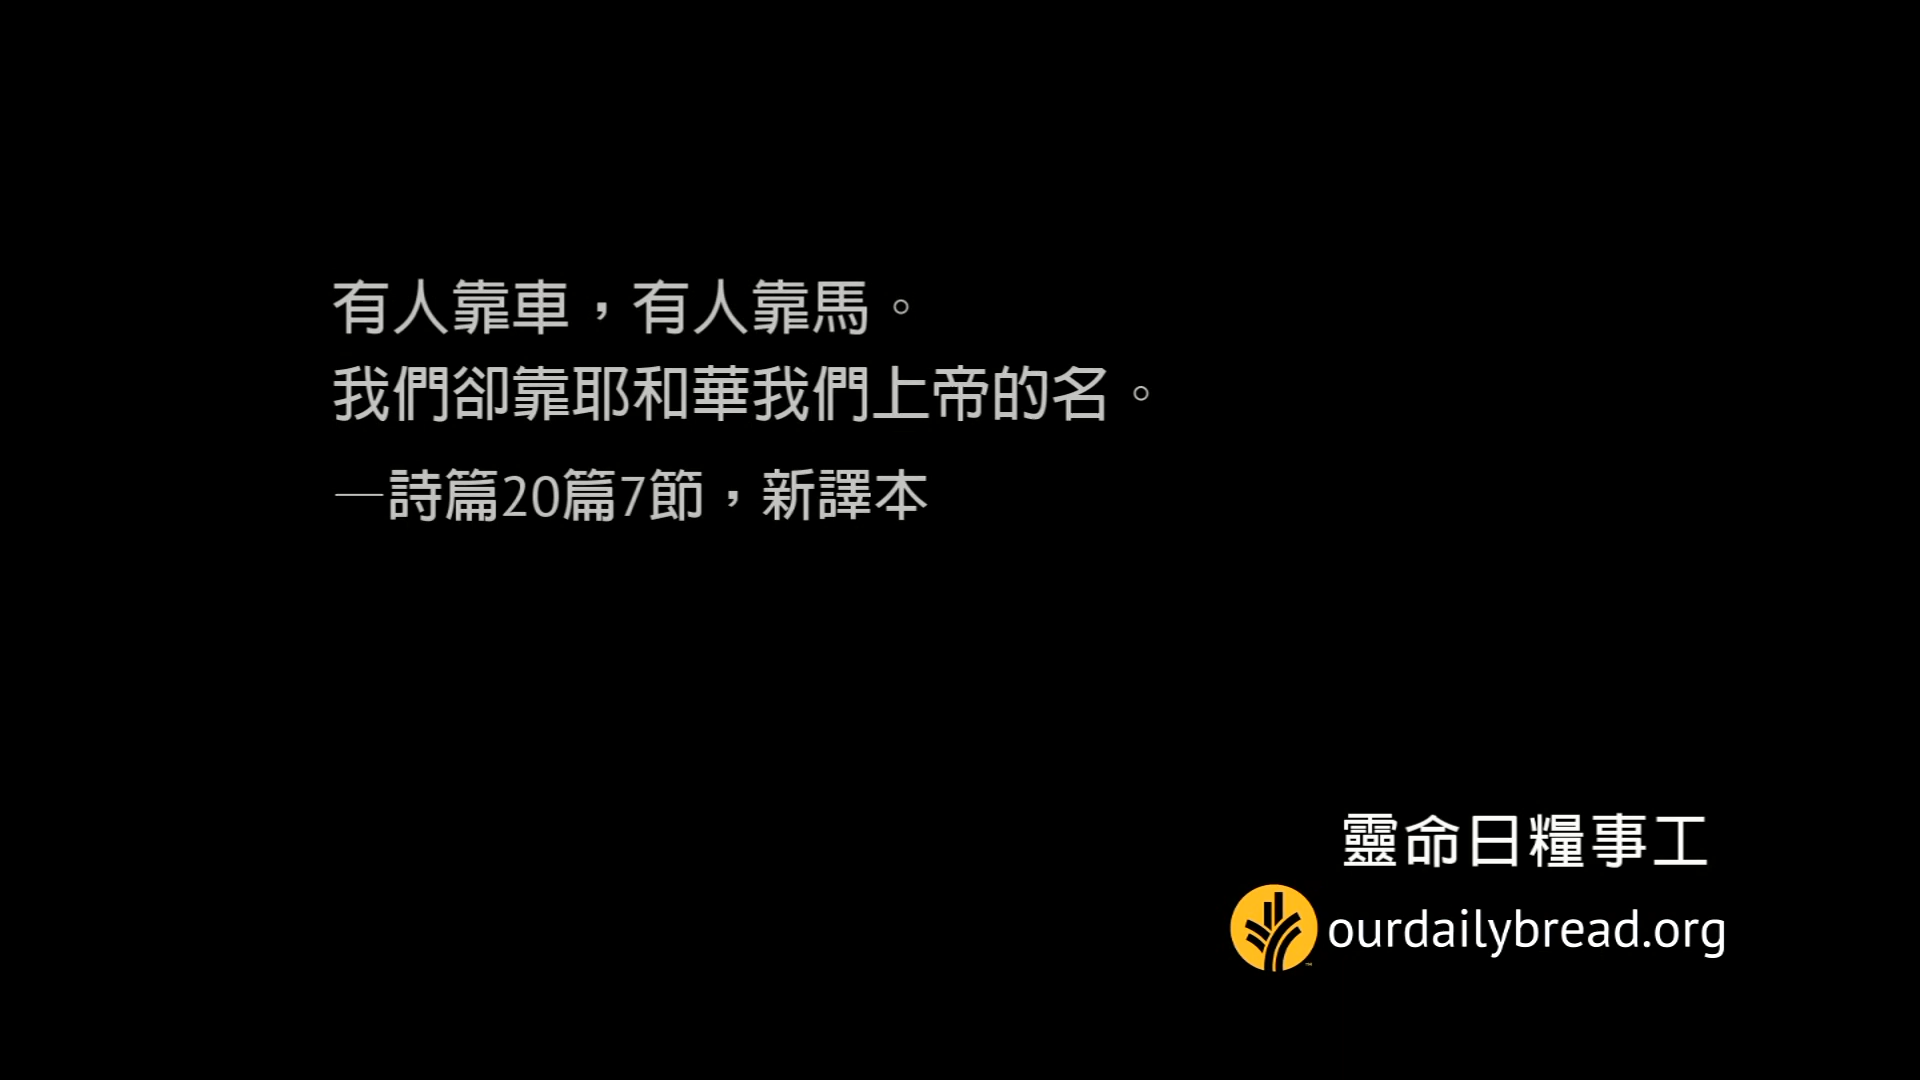 有人靠車，有人靠馬。
我們卻靠耶和華我們上帝的名。
—詩篇20篇7節，新譯本
靈命日糧事工
ourdailybread.org